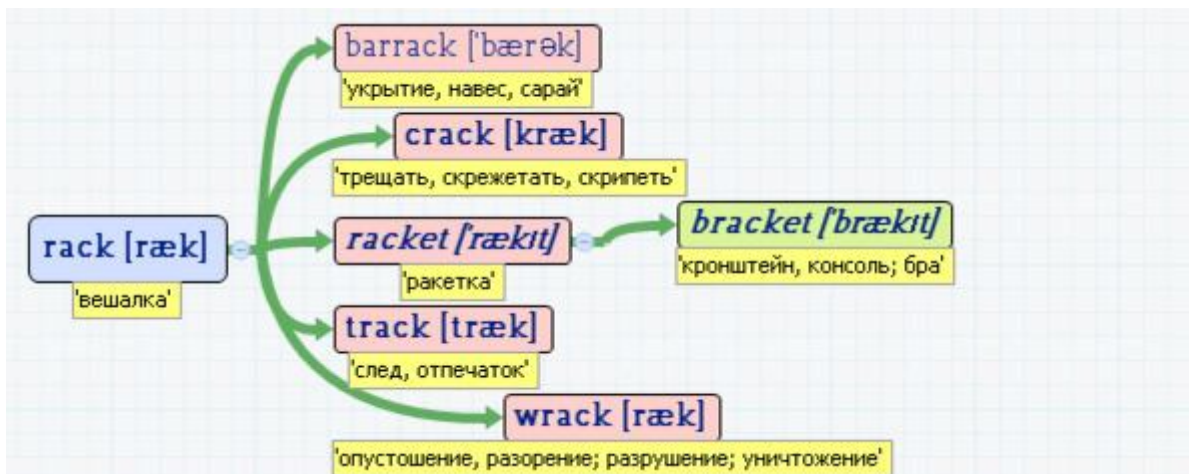 barrack ['bærək]
'укрытие, навес, сарай'
crack [kræk]
'трещать, скрежетать, скрипеть'
rack [ræk]
'вешалка'
racket ['rækɪt]
'ракетка'
bracket ['brækɪt]
'кронштейн, консоль; бра'
track [træk]
'след, отпечаток'
wrack [ræk]
'опустошение, разорение; разрушение; уничтожение'